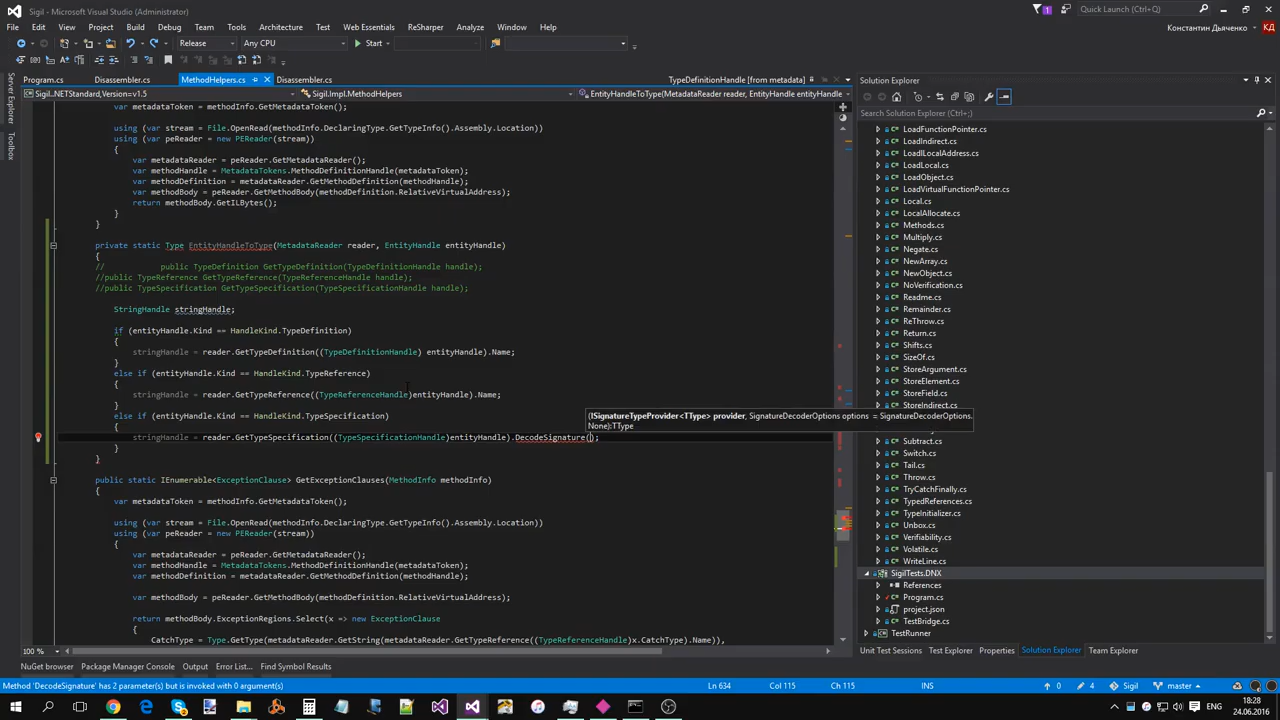 Sigil - Microsoft Visual Studio (Administrator)
1
Quick Launch (Ctrl+Q)
File Edit View Project Build Debug Team Tools Architecture Test Web Essentials ReSharper Analyze Window Help
Константин Дьяченко КД
Release Any CPU Start
Program.cs Disassembler.cs MethodHelpers.cs Disassembler.cs TypeDefinitionHandle [from metadata]
Sigil..NETStandard,Version=v1.5 Sigil.Impl.MethodHelpers EntityHandleToType(MetadataReader reader, EntityHandle entityHandle)
Server Explorer
Toolbox
var metadataToken = methodInfo.GetMetadataToken();
using (var stream = File.OpenRead(methodInfo.DeclaringType.GetTypeInfo().Assembly.Location))
using (var peReader = new PEReader(stream))
{
var metadataReader = peReader.GetMetadataReader();
var methodHandle = MetadataTokens.MethodDefinitionHandle(metadataToken);
var methodDefinition = metadataReader.GetMethodDefinition(methodHandle);
var methodBody = peReader.GetMethodBody(methodDefinition.RelativeVirtualAddress);
return methodBody.GetILBytes();
}
}
private static Type EntityHandleToType(MetadataReader reader, EntityHandle entityHandle)
{
// public TypeDefinition GetTypeDefinition(TypeDefinitionHandle handle);
//public TypeReference GetTypeReference(TypeReferenceHandle handle);
//public TypeSpecification GetTypeSpecification(TypeSpecificationHandle handle);
StringHandle stringHandle;
if (entityHandle.Kind == HandleKind.TypeDefinition)
{
stringHandle = reader.GetTypeDefinition((TypeDefinitionHandle) entityHandle).Name;
}
else if (entityHandle.Kind == HandleKind.TypeReference)
{
stringHandle = reader.GetTypeReference((TypeReferenceHandle)entityHandle).Name;
}
else if (entityHandle.Kind == HandleKind.TypeSpecification)
{
(ISignatureTypeProvider<TType> provider, SignatureDecoderOptions options = SignatureDecoderOptions.
None):TType
stringHandle = reader.GetTypeSpecification((TypeSpecificationHandle)entityHandle).DecodeSignature();
}
}
public static IEnumerable<ExceptionClause> GetExceptionClauses(MethodInfo methodInfo)
{
var metadataToken = methodInfo.GetMetadataToken();
using (var stream = File.OpenRead(methodInfo.DeclaringType.GetTypeInfo().Assembly.Location))
using (var peReader = new PEReader(stream))
{
var metadataReader = peReader.GetMetadataReader();
var methodHandle = MetadataTokens.MethodDefinitionHandle(metadataToken);
var methodDefinition = metadataReader.GetMethodDefinition(methodHandle);
var methodBody = peReader.GetMethodBody(methodDefinition.RelativeVirtualAddress);
return methodBody.ExceptionRegions.Select(x => new ExceptionClause
{
CatchType = Type.GetType(metadataReader.GetString(metadataReader.GetTypeReference((TypeReferenceHandle)x.CatchType).Name)),
100 %
Solution Explorer
Search Solution Explorer (Ctrl+;)
LoadFunctionPointer.cs
LoadIndirect.cs
LoadILocalAddress.cs
LoadLocal.cs
LoadObject.cs
LoadVirtualFunctionPointer.cs
Local.cs
LocalAllocate.cs
Methods.cs
Multiply.cs
Negate.cs
NewArray.cs
NewObject.cs
NoVerification.cs
Readme.cs
Remainder.cs
ReThrow.cs
Return.cs
Shifts.cs
SizeOf.cs
StoreArgument.cs
StoreElement.cs
StoreField.cs
StoreIndirect.cs
Subtract.cs
Switch.cs
Tail.cs
Throw.cs
TryCatchFinally.cs
TypedReferences.cs
TypeInitializer.cs
Unbox.cs
Verifiability.cs
Volatile.cs
WriteLine.cs
SigilTests.DNX
References
Program.cs
project.json
TestBridge.cs
TestRunner
Unit Test Sessions Test Explorer Properties Solution Explorer Team Explorer
NuGet browser Package Manager Console Output Error List... Find Symbol Results
Method 'DecodeSignature' has 2 parameter(s) but is invoked with 0 argument(s) Ln 634 Col 115 Ch 115 INS 0 4 Sigil master
18:28
ENG
24.06.2016